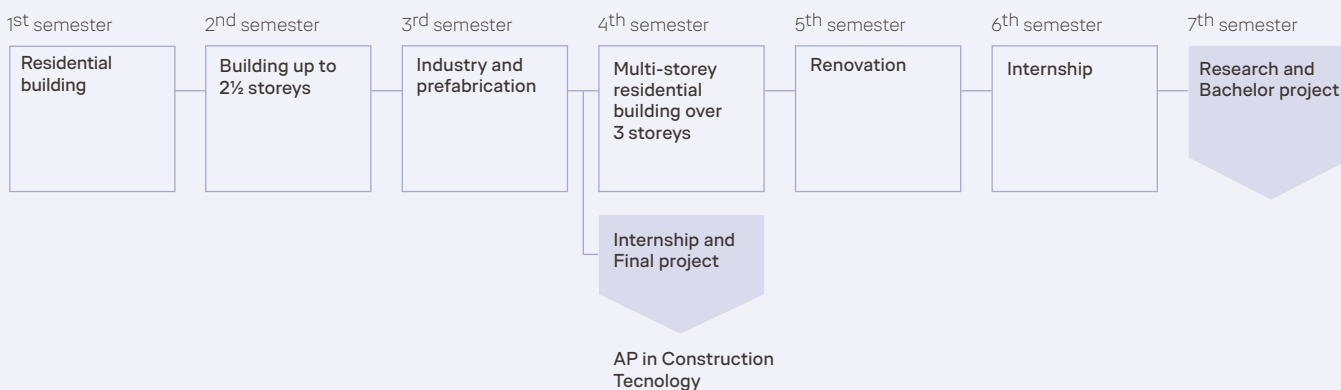 1st semester
2nd semester
3rd semester
4th semester
5th semester
6th semester
7th semester
Residential
building
Building up to
2½ storeys
Industry and
prefabrication
Multi-storey
residential
building over
3 storeys
Renovation
Internship
Research and
Bachelor project
Internship and
Final project
AP in Construction
Tecnology